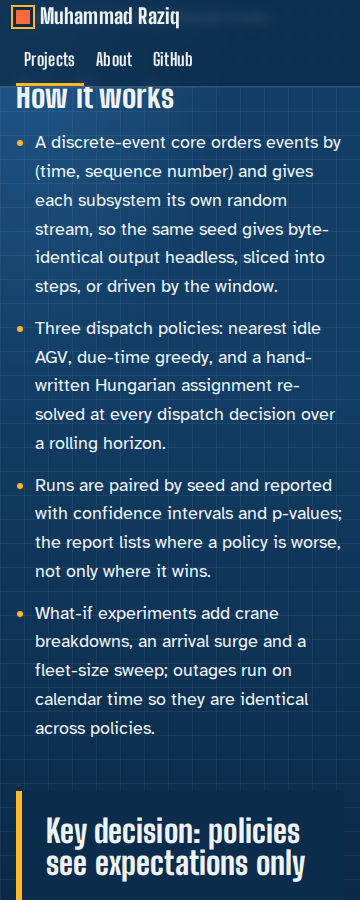 Muhammad Raziq
Projects About GitHub
How it works
A discrete-event core orders events by
(time, sequence number) and gives
each subsystem its own random
stream, so the same seed gives byte-
identical output headless, sliced into
steps, or driven by the window.
Three dispatch policies: nearest idle
AGV, due-time greedy, and a hand-
written Hungarian assignment re-
solved at every dispatch decision over
a rolling horizon.
Runs are paired by seed and reported
with confidence intervals and p-values;
the report lists where a policy is worse,
not only where it wins.
What-if experiments add crane
breakdowns, an arrival surge and a
fleet-size sweep; outages run on
calendar time so they are identical
across policies.
Key decision: policies
see expectations only